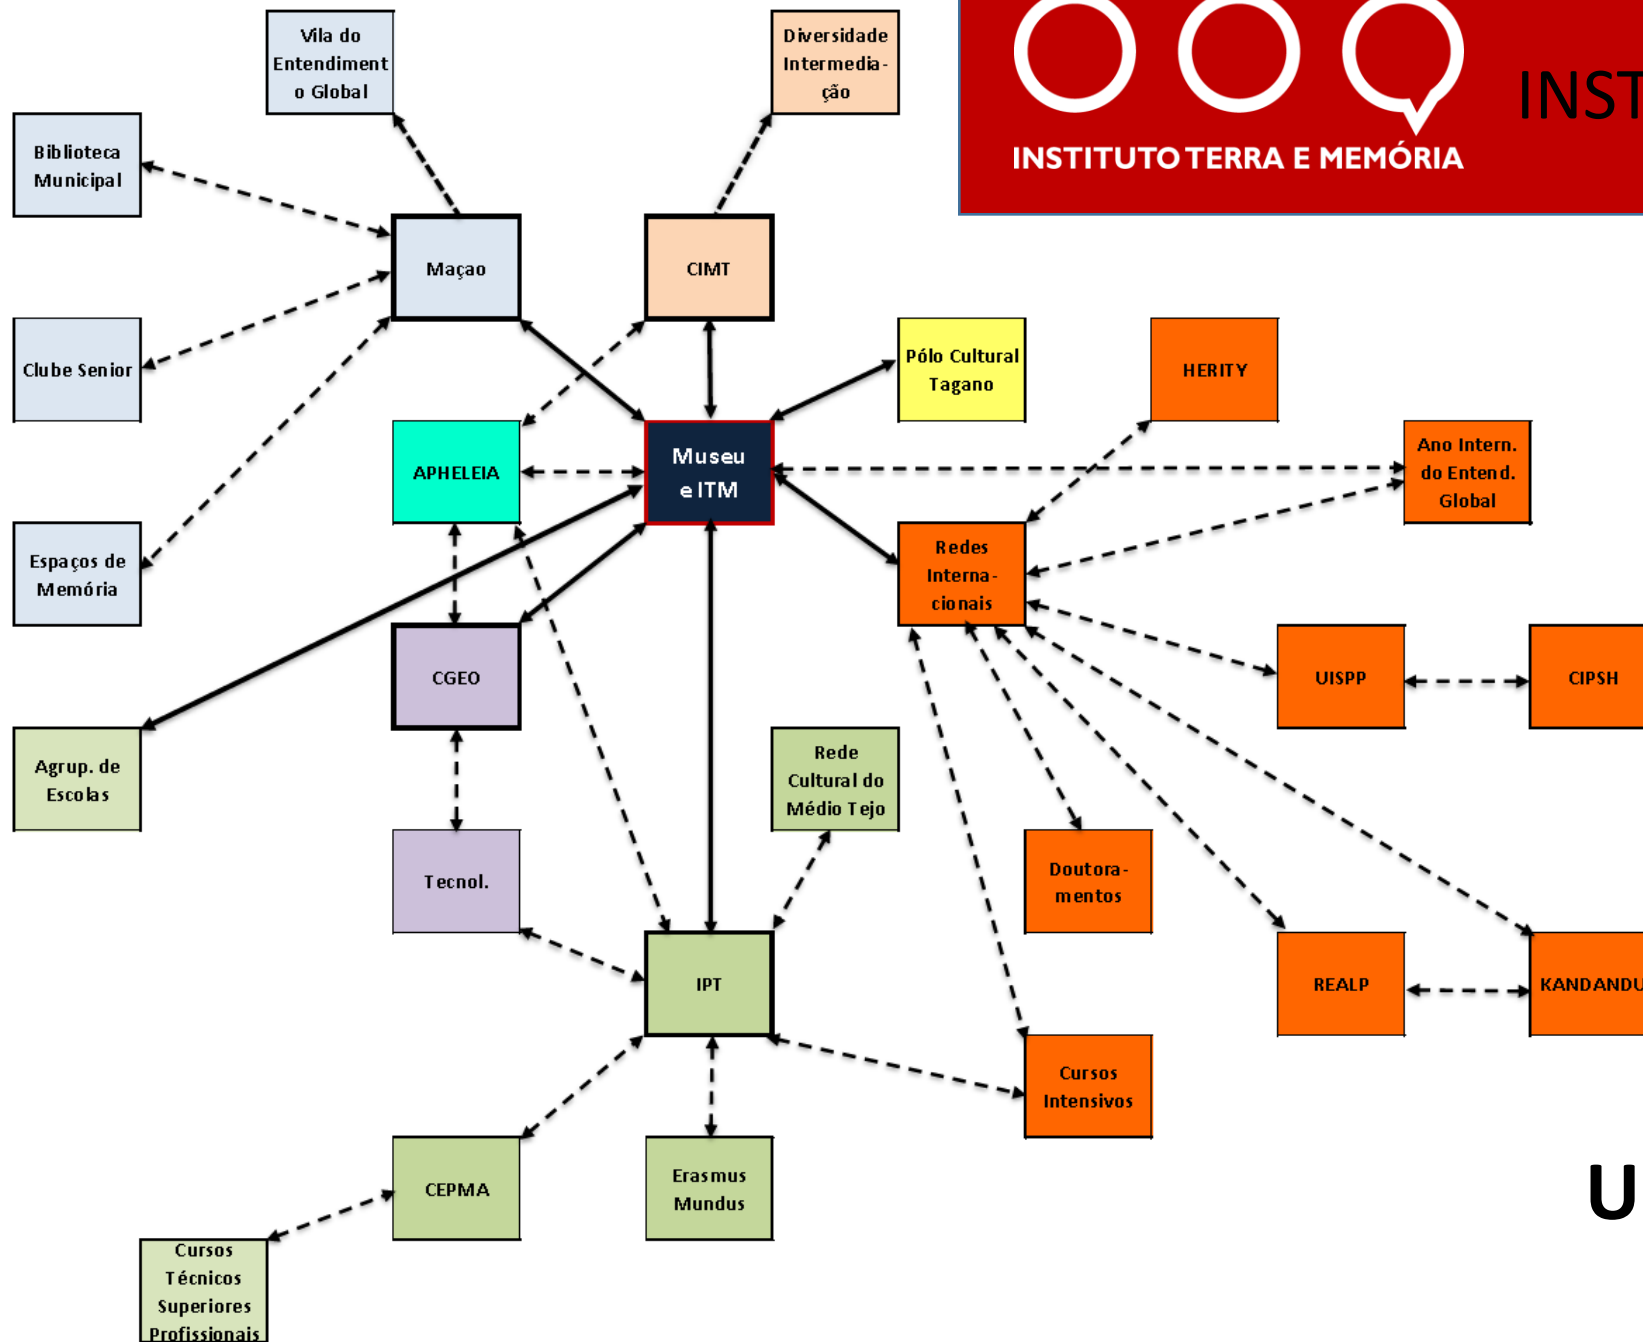 Vila do
Entendiment
o Global
Diversidade
Intermedia-
ção
INST
INSTITUTO TERRA E MEMÓRIA
Biblioteca
Municipal
Maçao
CIMT
Clube Senior
Pólo Cultural
Tagano
HERITY
APHELEIA
Museu
e ITM
Ano Intern.
do Entend.
Global
Espaços de
Memória
Redes
Interna-
cionais
CGEO
UISPP
CIPSH
Agrup. de
Escolas
Rede
Cultural do
Médio Tejo
Tecnol.
Doutora-
mentos
IPT
REALP
KANDANDU
Cursos
Intensivos
CEPMA
Erasmus
Mundus
U
Cursos
Técnicos
Superiores
Profissionais